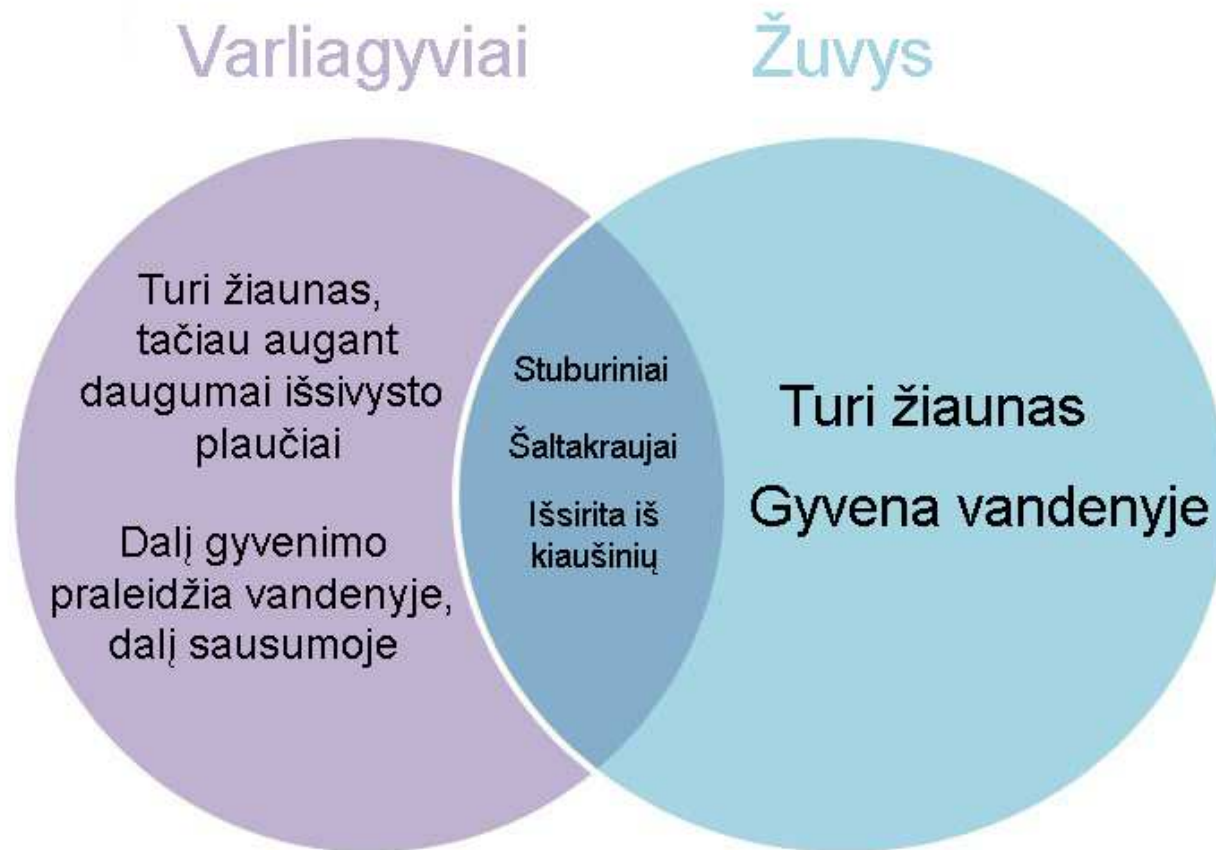 Varliagyviai
Žuvys
Turi žiaunas,
tačiau augant
daugumai išsivysto
plaučiai
Dalį gyvenimo
praleidžia vandenyje,
dalį sausumoje
Stuburiniai
Šaltakraujai
Išsirita iš
kiaušinių
Turi žiaunas
Gyvena vandenyje